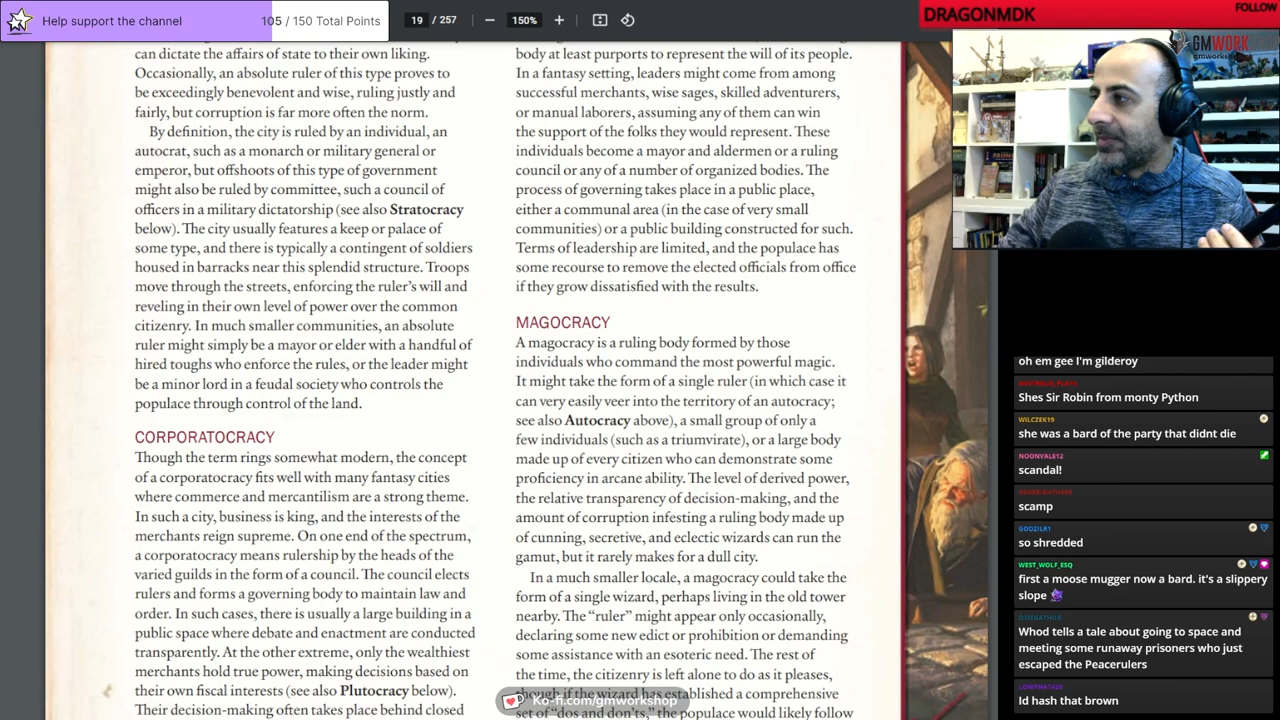 Help support the channel
105 / 150 Total Points
19 / 257
150%
DRAGONMDK
FOLLOW
GMWORK
can dictate the affairs of state to their own liking.
Occasionally, an absolute ruler of this type proves to
be exceedingly benevolent and wise, ruling justly and
fairly, but corruption is far more often the norm.
By definition, the city is ruled by an individual, an
autocrat, such as a monarch or military general or
emperor, but offshoots of this type of government
might also be ruled by committee, such a council of
officers in a military dictatorship (see also Stratocracy
below). The city usually features a keep or palace of
some type, and there is typically a contingent of soldiers
housed in barracks near this splendid structure. Troops
move through the streets, enforcing the ruler's will and
reveling in their own level of power over the common
citizenry. In much smaller communities, an absolute
ruler might simply be a mayor or elder with a handful of
hired toughs who enforce the rules, or the leader might
be a minor lord in a feudal society who controls the
populace through control of the land.
CORPORATOCRACY
Though the term rings somewhat modern, the concept
of a corporatocracy fits well with many fantasy cities
where commerce and mercantilism are a strong theme.
In such a city, business is king, and the interests of the
merchants reign supreme. On one end of the spectrum,
a corporatocracy means rulership by the heads of the
varied guilds in the form of a council. The council elects
rulers and forms a governing body to maintain law and
order. In such cases, there is usually a large building in a
public space where debate and enactment are conducted
transparently. At the other extreme, only the wealthiest
merchants hold true power, making decisions based on
their own fiscal interests (see also Plutocracy below).
Their decision-making often takes place behind closed
body at least purports to represent the will of its people.
In a fantasy setting, leaders might come from among
successful merchants, wise sages, skilled adventurers,
or manual laborers, assuming any of them can win
the support of the folks they would represent. These
individuals become a mayor and aldermen or a ruling
council or any of a number of organized bodies. The
process of governing takes place in a public place,
either a communal area (in the case of very small
communities) or a public building constructed for such.
Terms of leadership are limited, and the populace has
some recourse to remove the elected officials from office
if they grow dissatisfied with the results.
MAGOCRACY
A magocracy is a ruling body formed by those
individuals who command the most powerful magic.
It might take the form of a single ruler (in which case it
can very easily veer into the territory of an autocracy;
see also Autocracy above), a small group of only a
few individuals (such as a triumvirate), or a large body
made up of every citizen who can demonstrate some
proficiency in arcane ability. The level of derived power,
the relative transparency of decision-making, and the
amount of corruption infesting a ruling body made up
of cunning, secretive, and eclectic wizards can run the
gamut, but it rarely makes for a dull city.
In a much smaller locale, a magocracy could take the
form of a single wizard, perhaps living in the old tower
nearby. The "ruler" might appear only occasionally,
declaring some new edict or prohibition or demanding
some assistance with an esoteric need. The rest of
the time, the citizenry is left alone to do as it pleases,
though if the wizard has established a comprehensive
set of "dos and don'ts," the populace would likely follow
Ko-fi.com/gmworkshop
oh em gee I'm gilderoy
Shes Sir Robin from monty Python
WILCZEK19
she was a bard of the party that didnt die
NOONVALE12
scandal!
scamp
GODZILR1
so shredded
WEST_WOLF_ESQ
first a moose mugger now a bard. it's a slippery
slope
OMEGATHUG
Whod tells a tale about going to space and
meeting some runaway prisoners who just
escaped the Peacerulers
LOWPHAT420
Id hash that brown